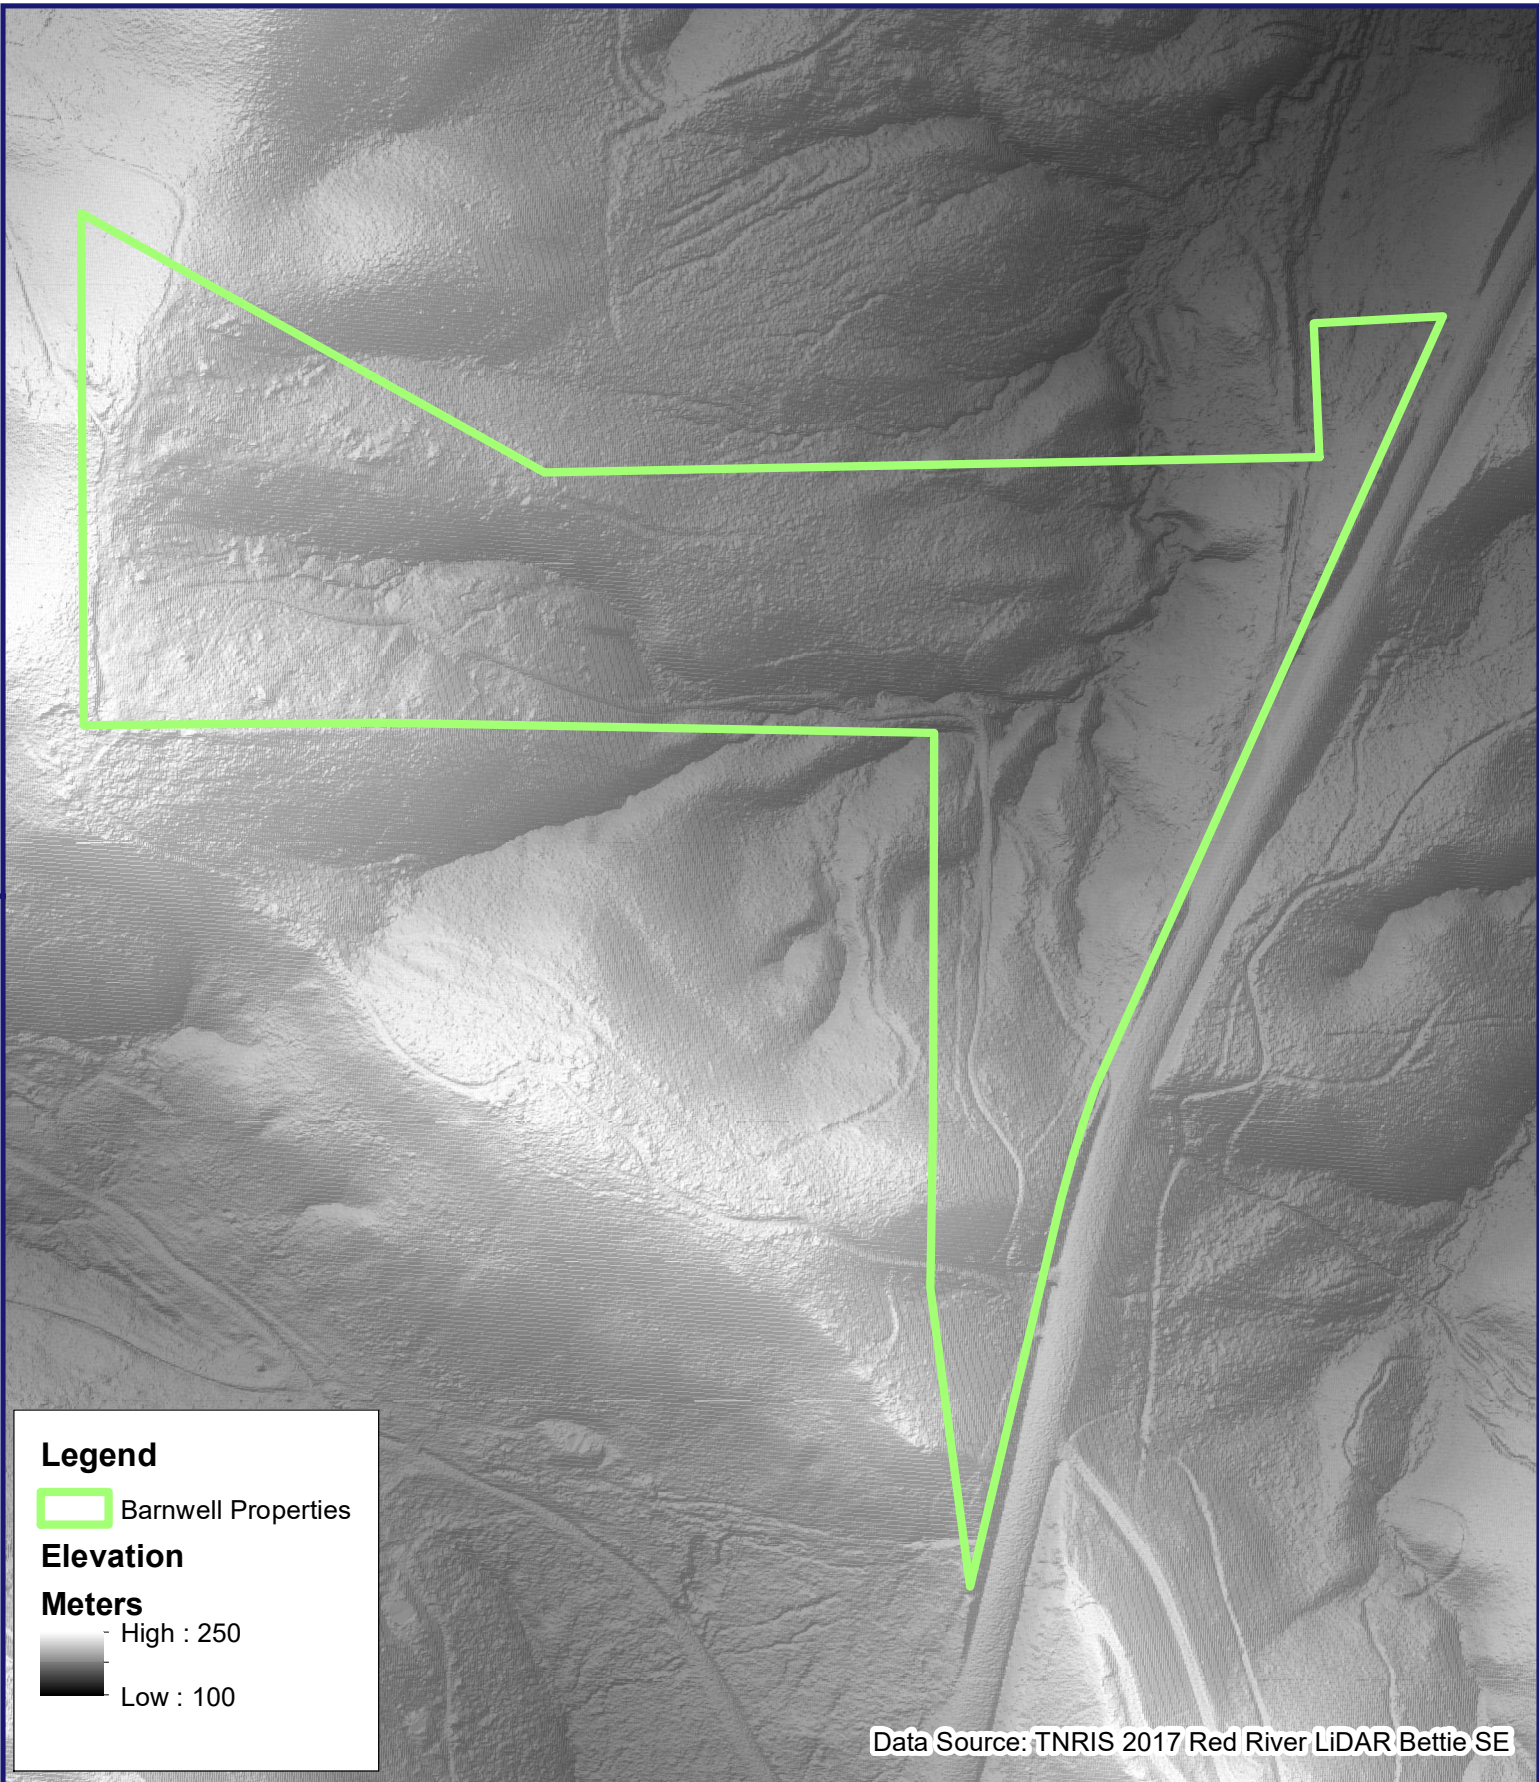 Legend
Barnwell Properties
Elevation
Meters
High : 250
Low : 100
Data Source: TNRIS 2017 Red River LiDAR Bettie SE